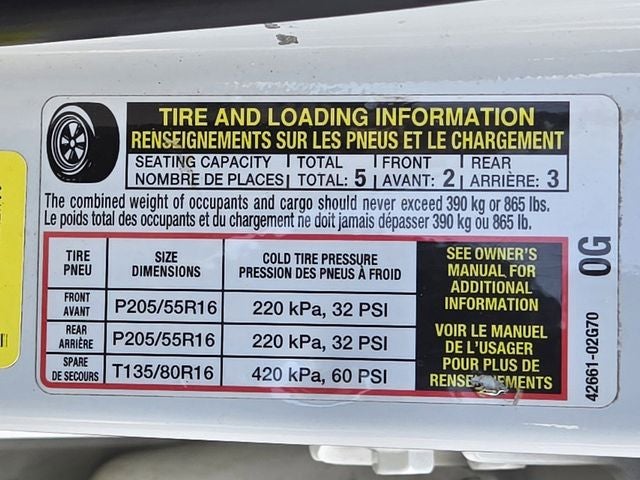 TIRE AND LOADING INFORMATION
RENSEIGNEMENTS SUR LES PNEUS ET LE CHARGEMENT
SEATING CAPACITY TOTAL FRONT REAR
NOMBRE DE PLACES TOTAL: 5 AVANT: 2 ARRIÈRE: 3
The combined weight of occupants and cargo should never exceed 390 kg or 865 lbs.
Le poids total des occupants et du chargement ne doit jamais dépasser 390 kg ou 865 lb.
TIRE SIZE COLD TIRE PRESSURE
PNEU DIMENSIONS PRESSION DES PNEUS À FROID
FRONT
AVANT P205/55R16 220 kPa, 32 PSI
REAR
ARRIÈRE P205/55R16 220 kPa, 32 PSI
SPARE
DE SECOURS T135/80R16 420 kPa, 60 PSI
SEE OWNER'S
MANUAL FOR
ADDITIONAL
INFORMATION
VOIR LE MANUEL
DE L'USAGER
POUR PLUS DE
RENSEIGNEMENTS
0G
42661-02G70